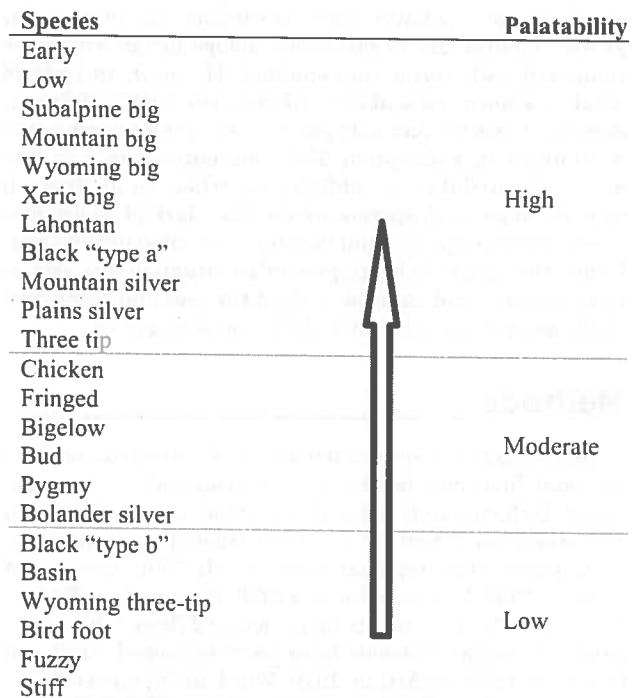 Species Palatability
Early
Low
Subalpine big
Mountain big
Wyoming big
Xeric big
High
Lahontan
Black “type a”
Mountain silver
Plains silver
Three tip
Chicken
Fringed
Bigelow
Moderate
Bud
Pygmy
Bolander silver
Black “type b”
Basin
Wyoming three-tip
Low
Bird foot
Fuzzy
Stiff